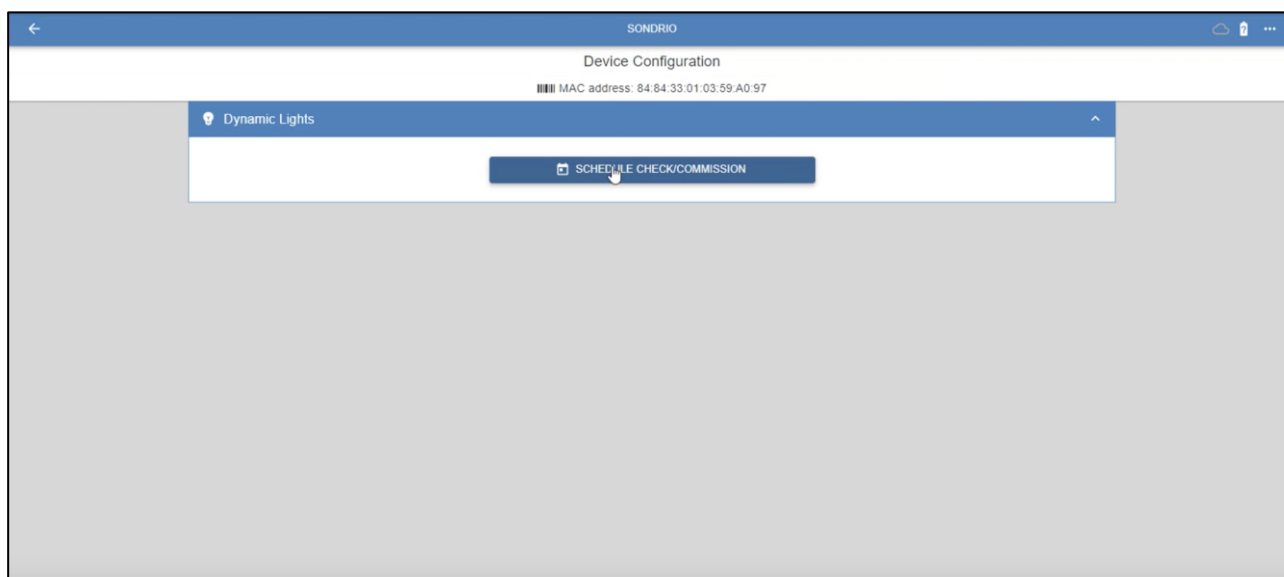 SONDRIO
Device Configuration
MAC address: 84:84:33:01:03:59:A0:97
Dynamic Lights
SCHEDULE CHECK/COMMISSION